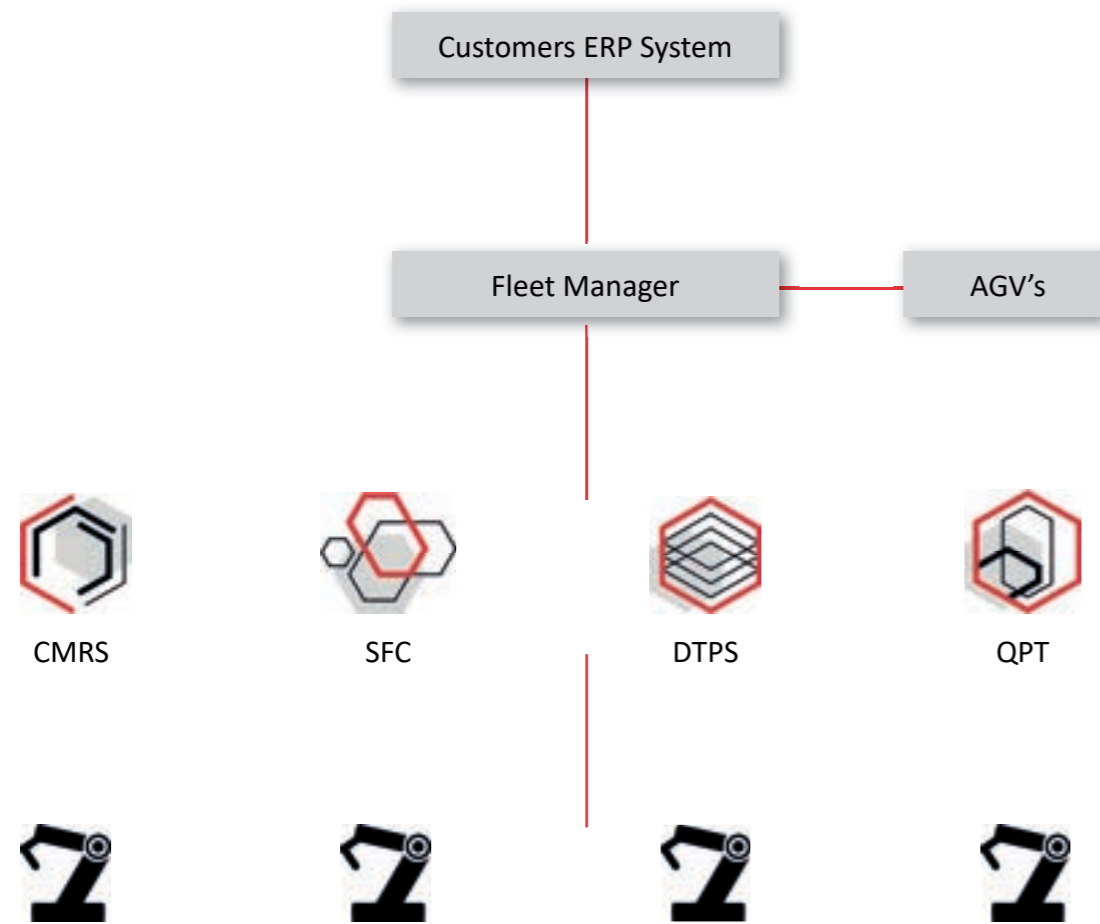 Customers ERP System
Fleet Manager
AGV's
CMRS
SFC
DTPS
QPT